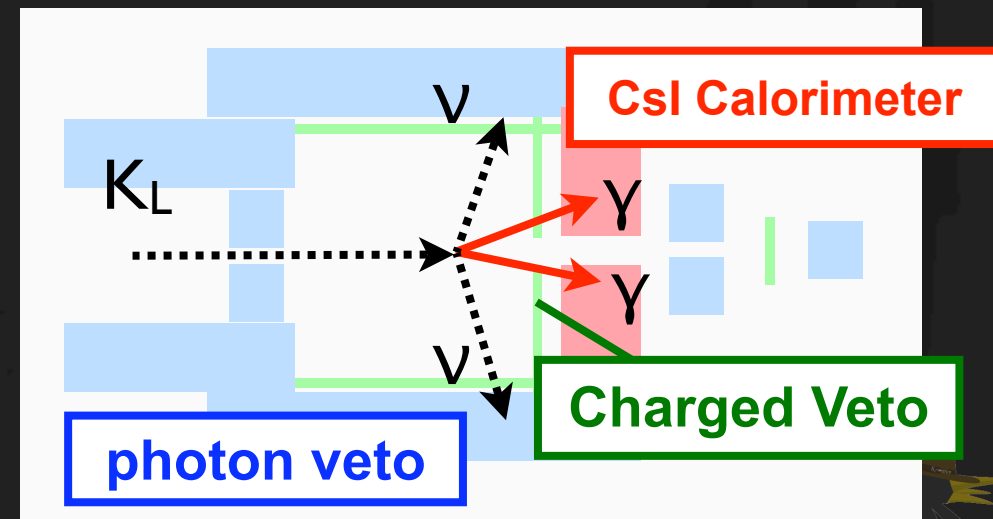 ν
CsI Calorimeter
K_L
γ
γ
ν
Charged Veto
photon veto